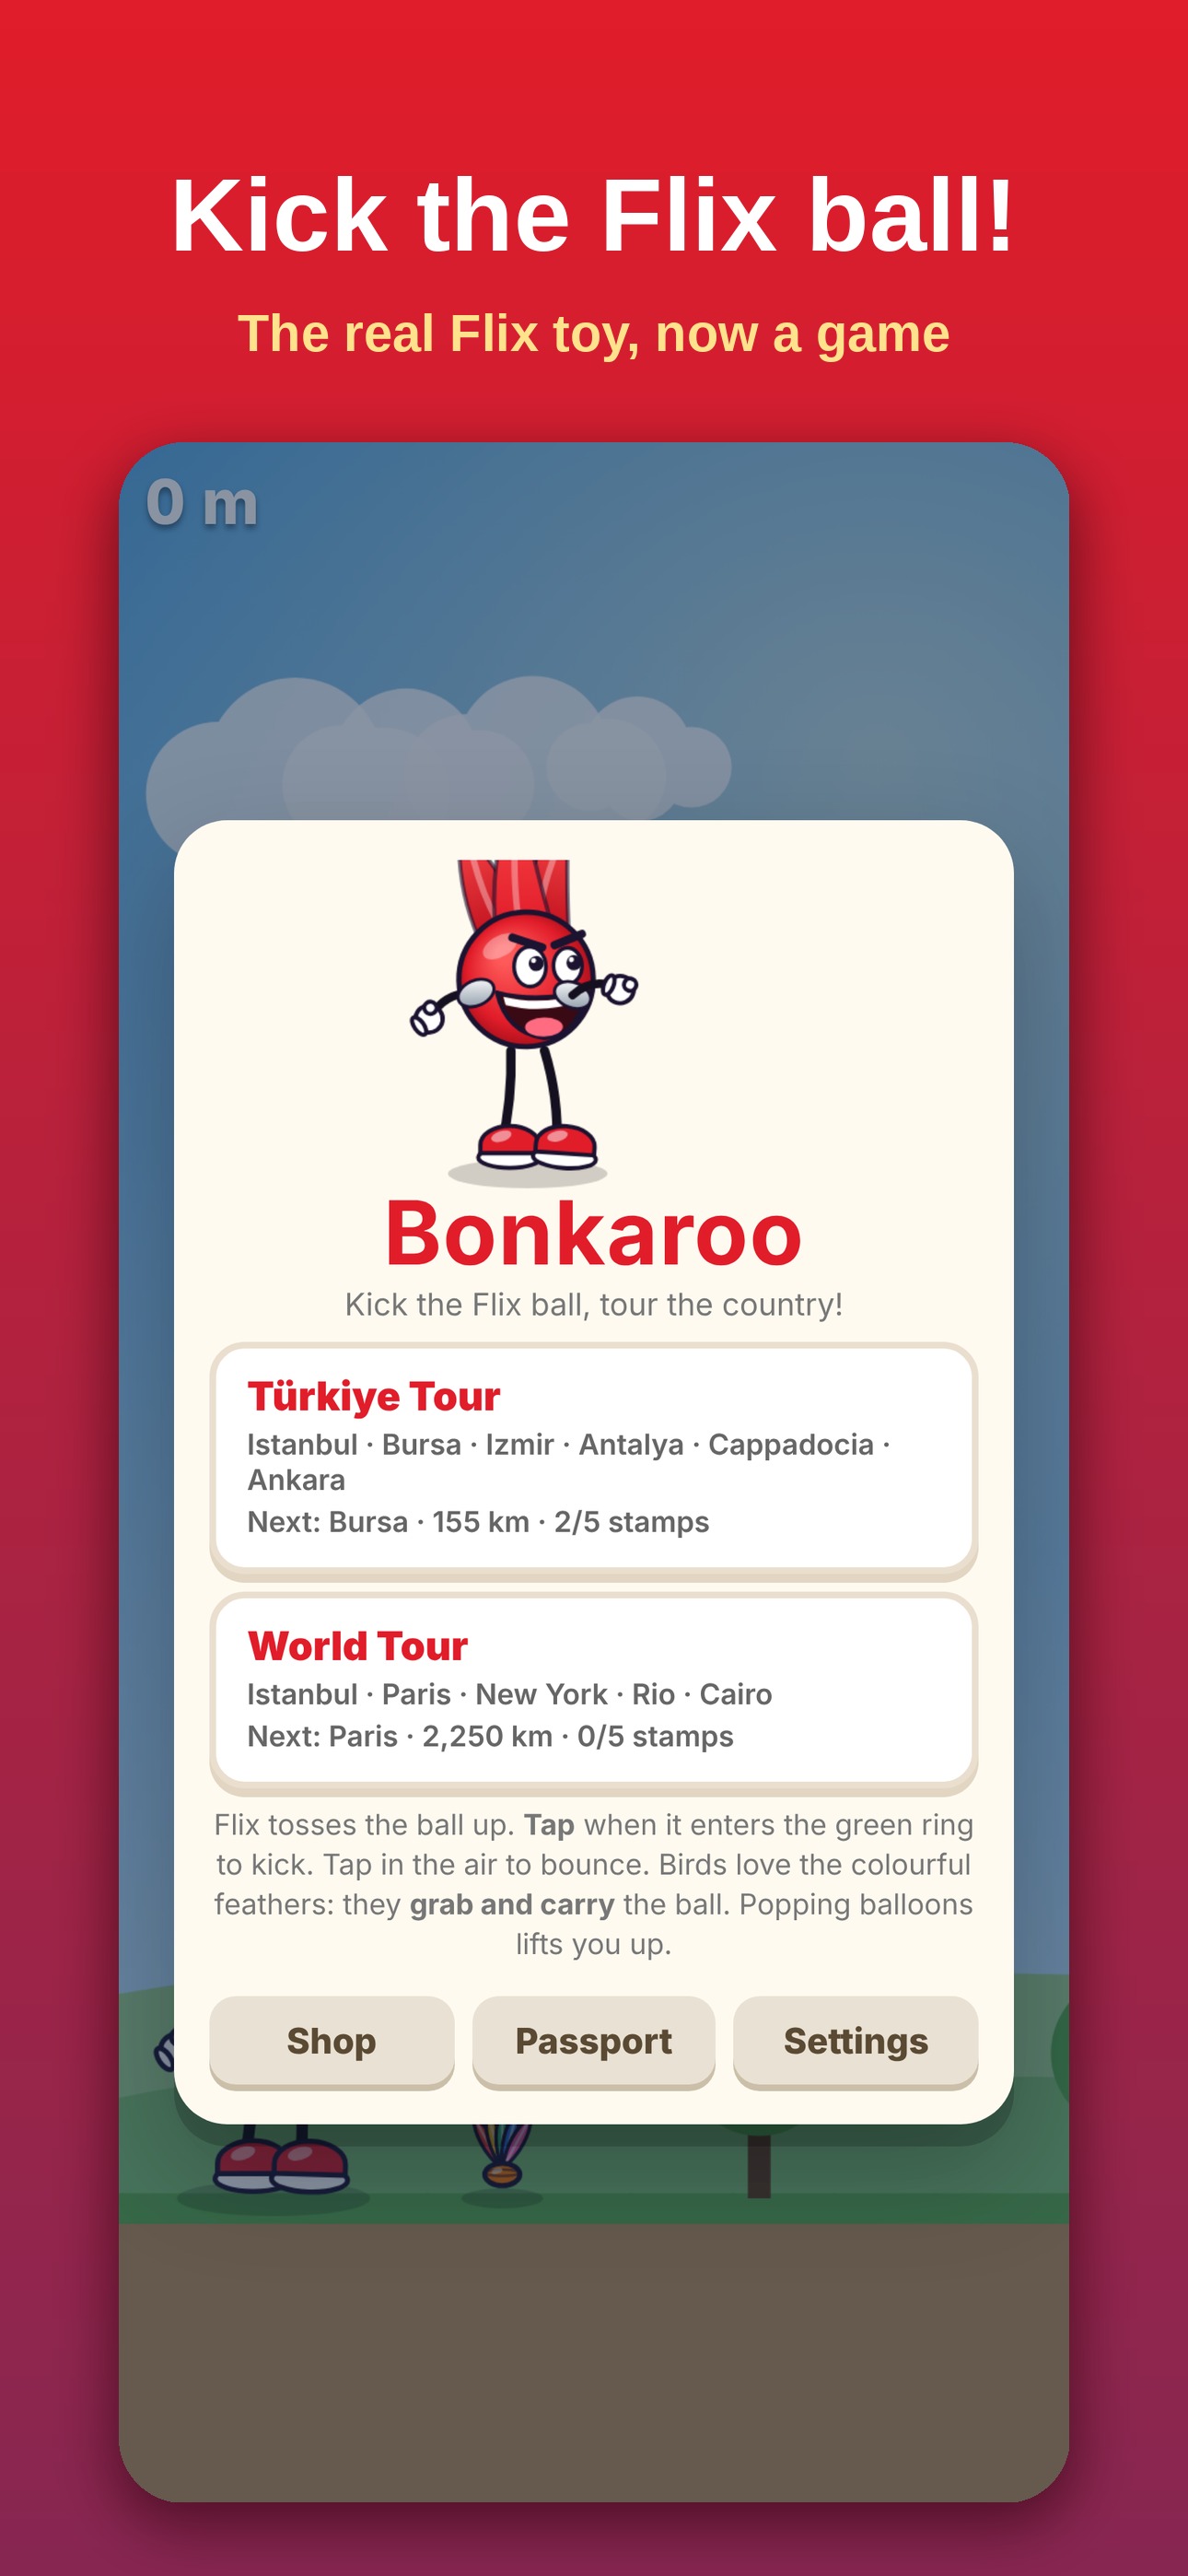 Kick the Flix ball!
The real Flix toy, now a game
0 m
Bonkaroo
Kick the Flix ball, tour the country!
Türkiye Tour
Istanbul · Bursa · Izmir · Antalya · Cappadocia ·
Ankara
Next: Bursa · 155 km · 2/5 stamps
World Tour
Istanbul · Paris · New York · Rio · Cairo
Next: Paris · 2,250 km · 0/5 stamps
Flix tosses the ball up. Tap when it enters the green ring
to kick. Tap in the air to bounce. Birds love the colourful
feathers: they grab and carry the ball. Popping balloons
lifts you up.
Shop Passport Settings